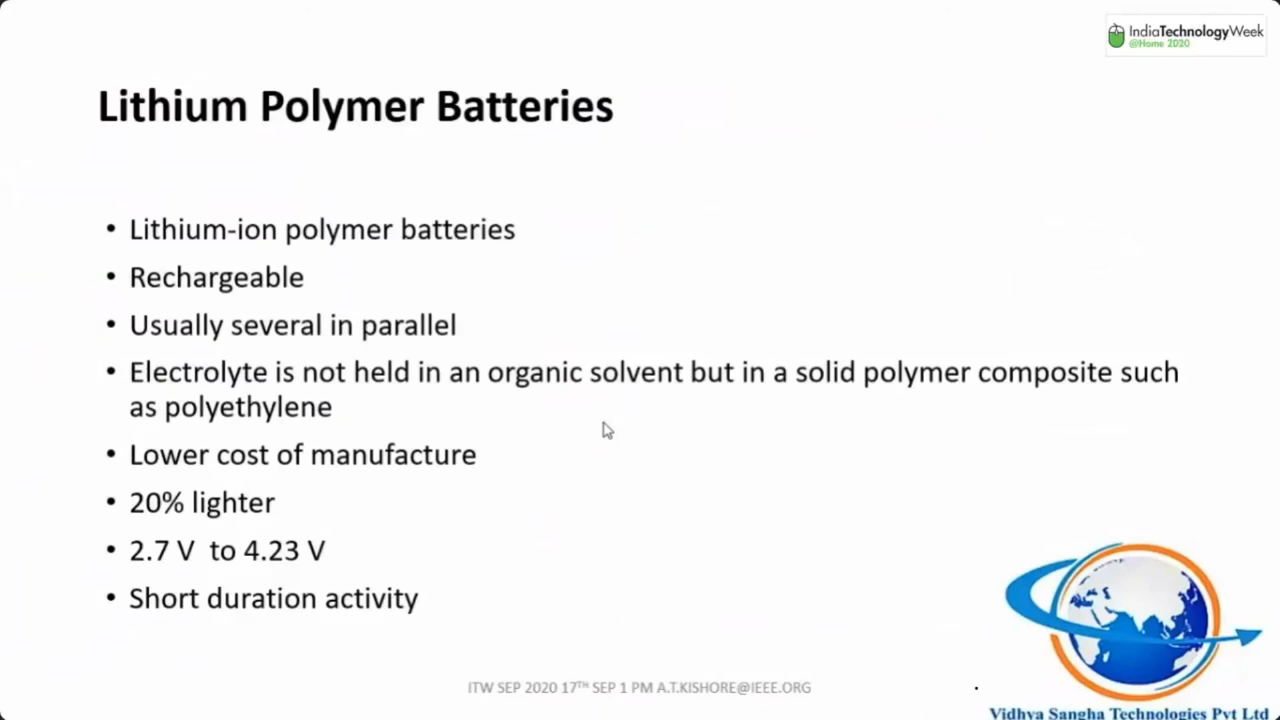 IndiaTechnologyWeek
@Home 2020
Lithium Polymer Batteries
• Lithium-ion polymer batteries
• Rechargeable
• Usually several in parallel
• Electrolyte is not held in an organic solvent but in a solid polymer composite such
as polyethylene
• Lower cost of manufacture
• 20% lighter
• 2.7 V to 4.23 V
• Short duration activity
ITW SEP 2020 17TH SEP 1 PM A.T.KISHORE@IEEE.ORG
Vidhya Sangha Technologies Pvt Ltd